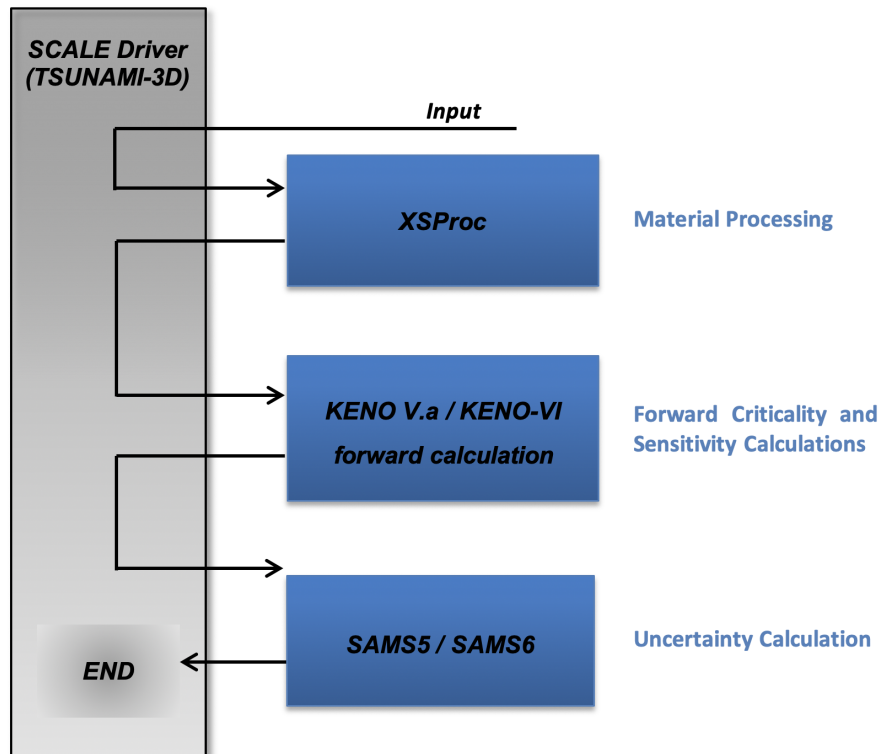 SCALE Driver
(TSUNAMI-3D)
Input
XSProc
Material Processing
KENO V.a / KENO-VI
forward calculation
Forward Criticality and
Sensitivity Calculations
SAMS5 / SAMS6
Uncertainty Calculation
END